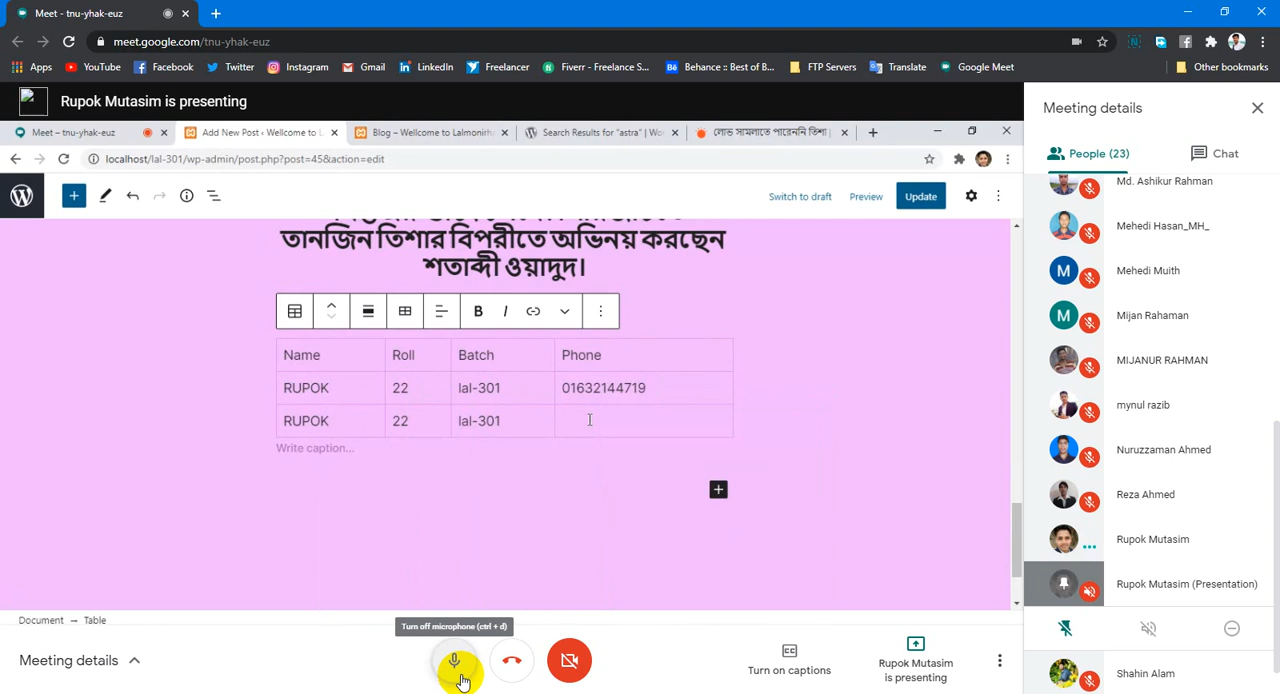 Meet - tnu-yhak-euz
meet.google.com/tnu-yhak-euz
Apps YouTube Facebook Twitter Instagram Gmail LinkedIn Freelancer Fiverr - Freelance S... Behance :: Best of B... FTP Servers Translate Google Meet Other bookmarks
Rupok Mutasim is presenting
Meet – tnu-yhak-euz Add New Post ‹ Wellcome to L Blog – Wellcome to Lalmonirh Search Results for "astra" | Wo লোভ সামলাতে পারেননি তিশা |
localhost/lal-301/wp-admin/post.php?post=45&action=edit
Switch to draft Preview Update
তানজিন তিশার বিপরীতে অভিনয় করছেন
শতাব্দী ওয়াদুদ।
B I
Name Roll Batch Phone
RUPOK 22 lal-301 01632144719
RUPOK 22 lal-301
Write caption...
Document → Table
Turn off microphone (ctrl + d)
Meeting details
Turn on captions
Rupok Mutasim
is presenting
Meeting details
People (23) Chat
Md. Ashikur Rahman
Mehedi Hasan_MH_
M Mehedi Muith
M Mijan Rahaman
MIJANUR RAHMAN
mynul razib
Nuruzzaman Ahmed
Reza Ahmed
Rupok Mutasim
Rupok Mutasim (Presentation)
Shahin Alam